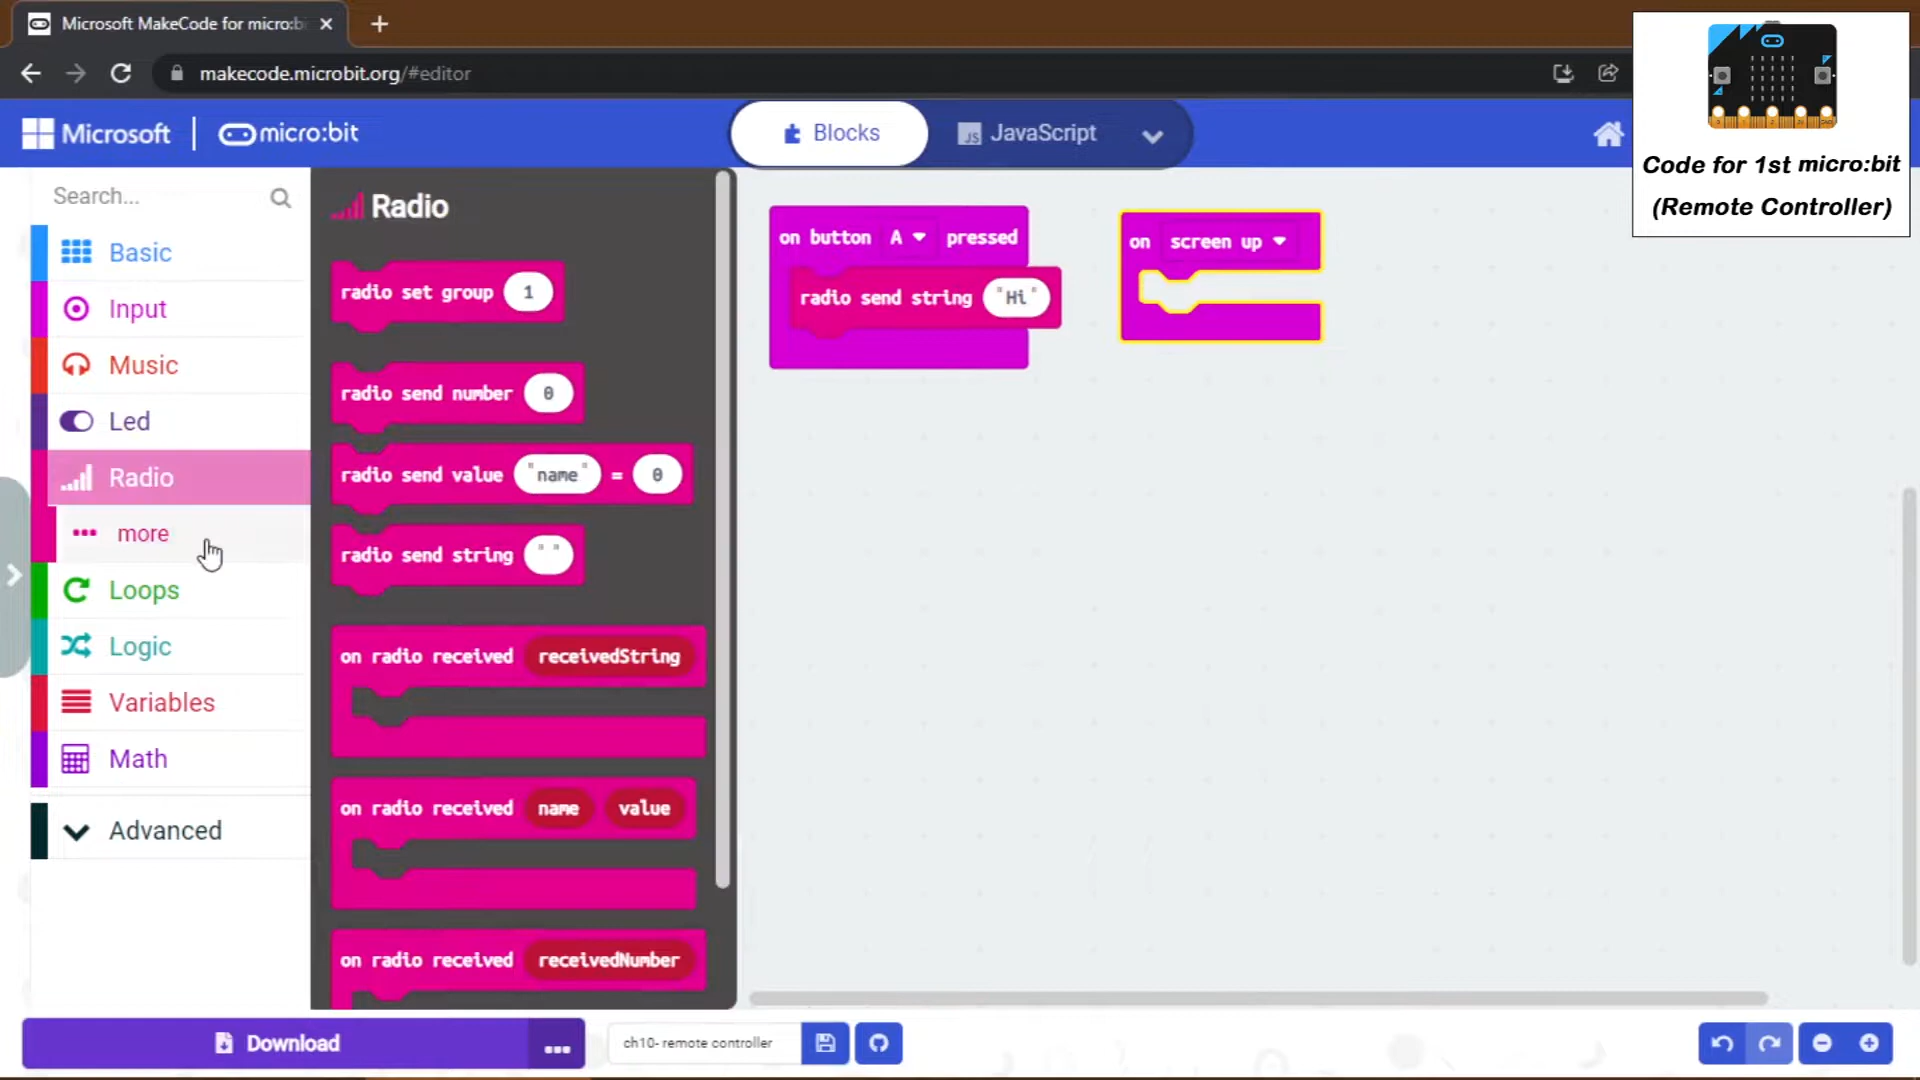 Microsoft MakeCode for micro:b
makecode.microbit.org/#editor
Microsoft
micro:bit
Blocks
JS
JavaScript
Code for 1st micro:bit
(Remote Controller)
Search...
Basic
Input
Music
Led
Radio
more
Loops
Logic
Variables
Math
Advanced
Radio
radio set group 1
radio send number 0
radio send value "name" = 0
radio send string " "
on radio received receivedString
on radio received name value
on radio received receivedNumber
on button A pressed
radio send string "Hi"
on screen up
Download
...
ch10- remote controller